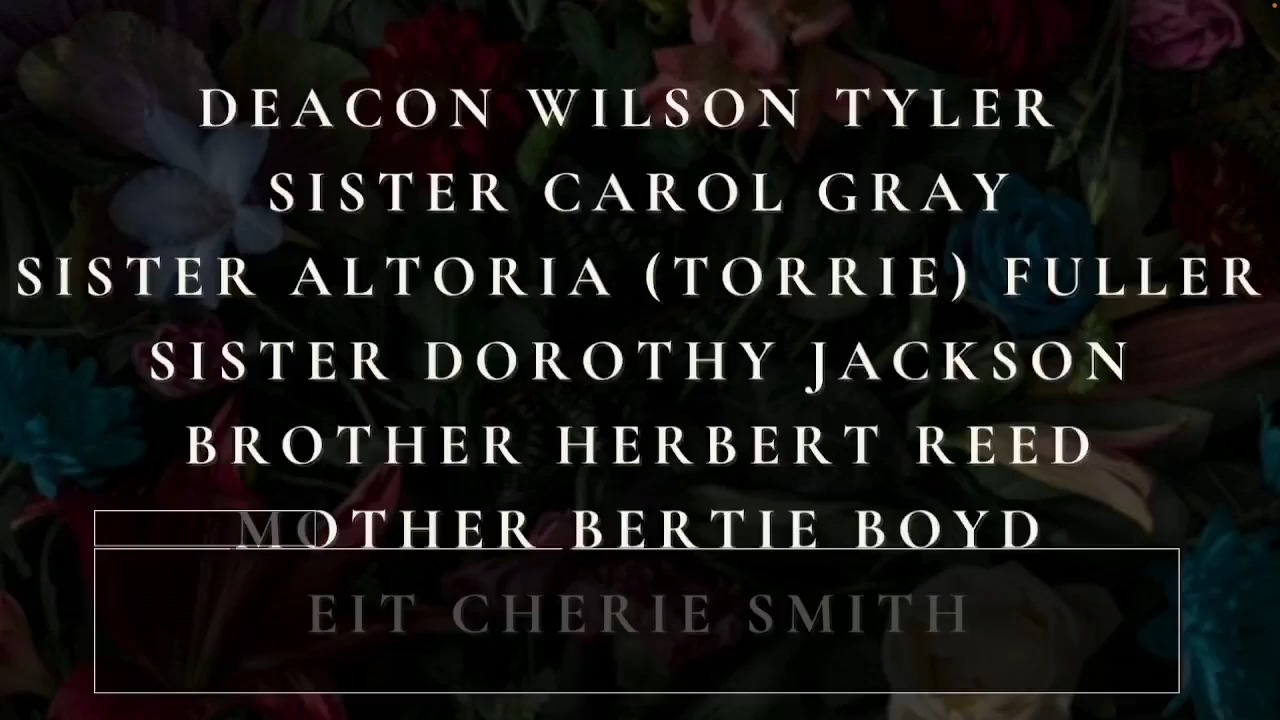 DEACON WILSON TYLER
SISTER CAROL GRAY
SISTER ALTORIA (TORRIE) FULLER
SISTER DOROTHY JACKSON
BROTHER HERBERT REED
MOTHER BERTIE BOYD
EIT CHERIE SMITH